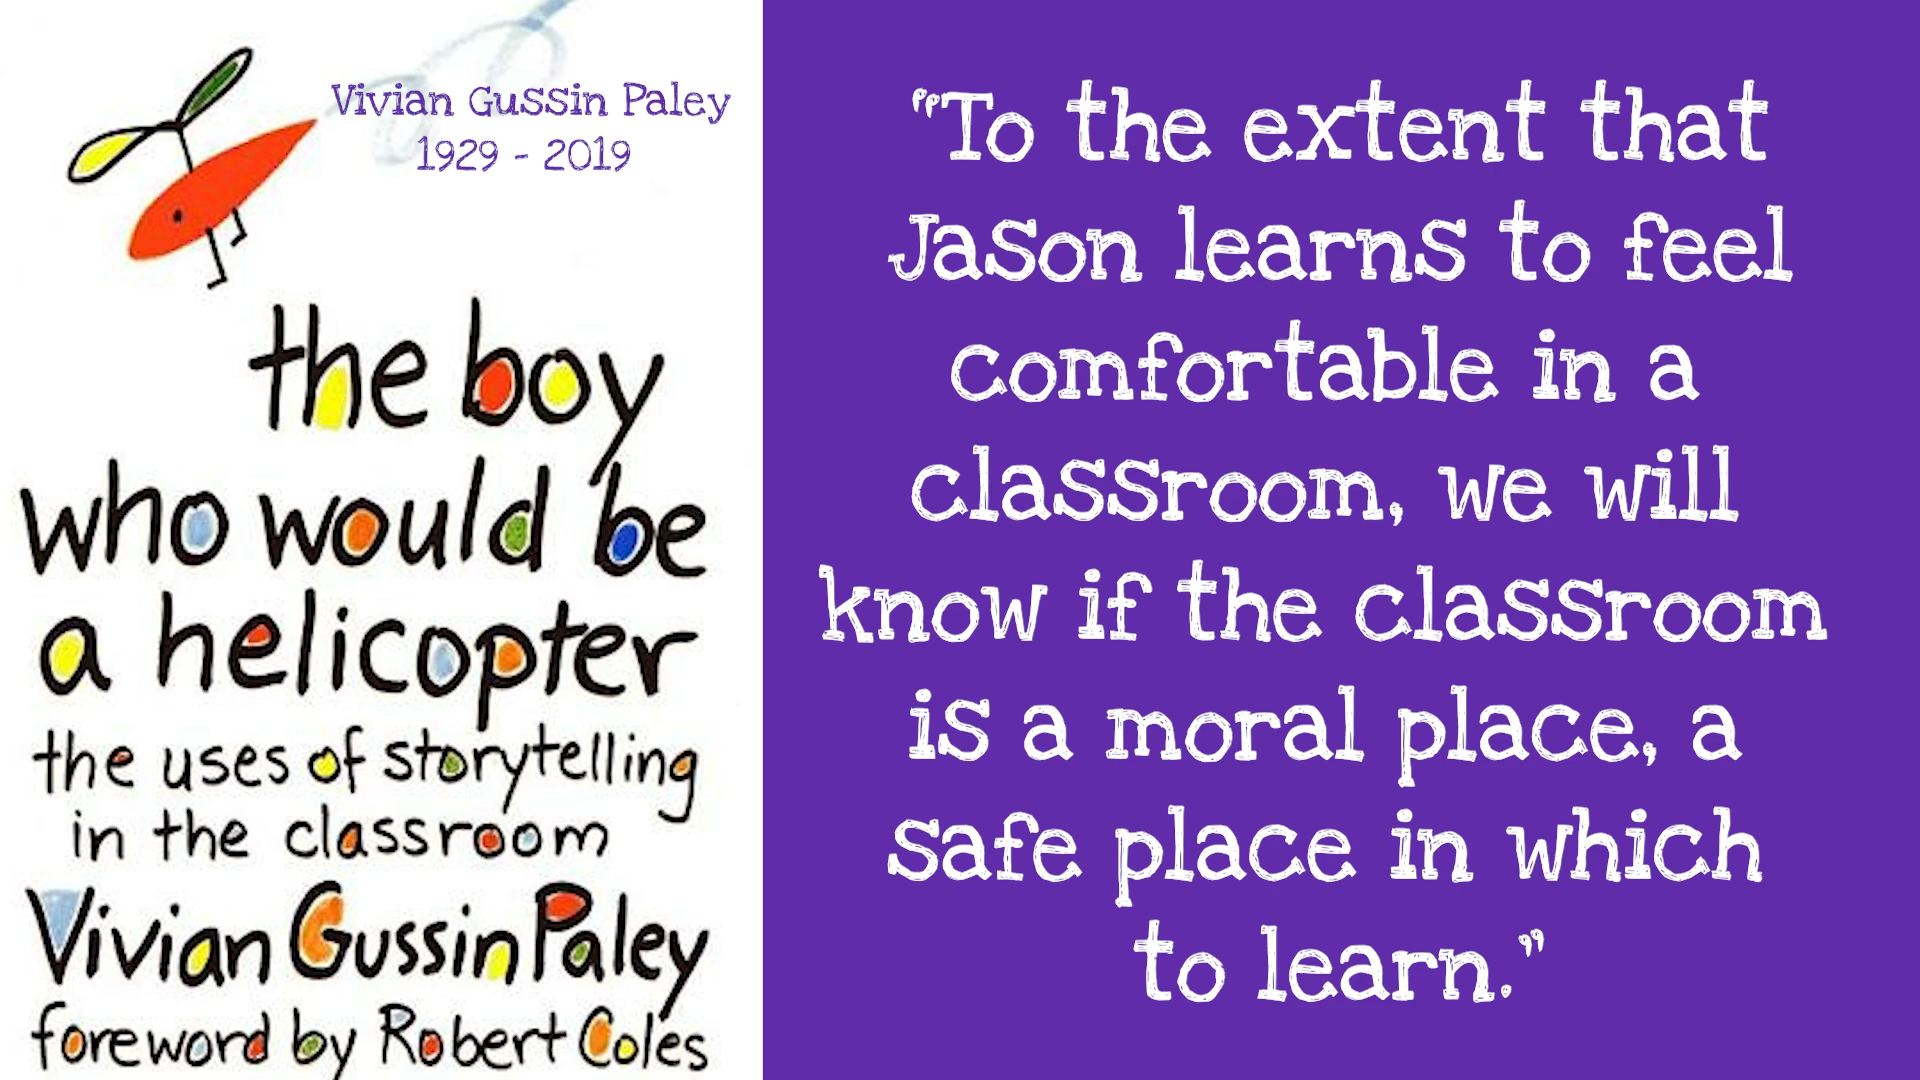 Vivian Gussin Paley
1929 - 2019
the boy
who would be
a helicopter
the uses of storytelling
in the classroom
Vivian Gussin Paley
foreword by Robert Coles
"To the extent that
Jason learns to feel
comfortable in a
classroom, we will
know if the classroom
is a moral place, a
safe place in which
to learn."